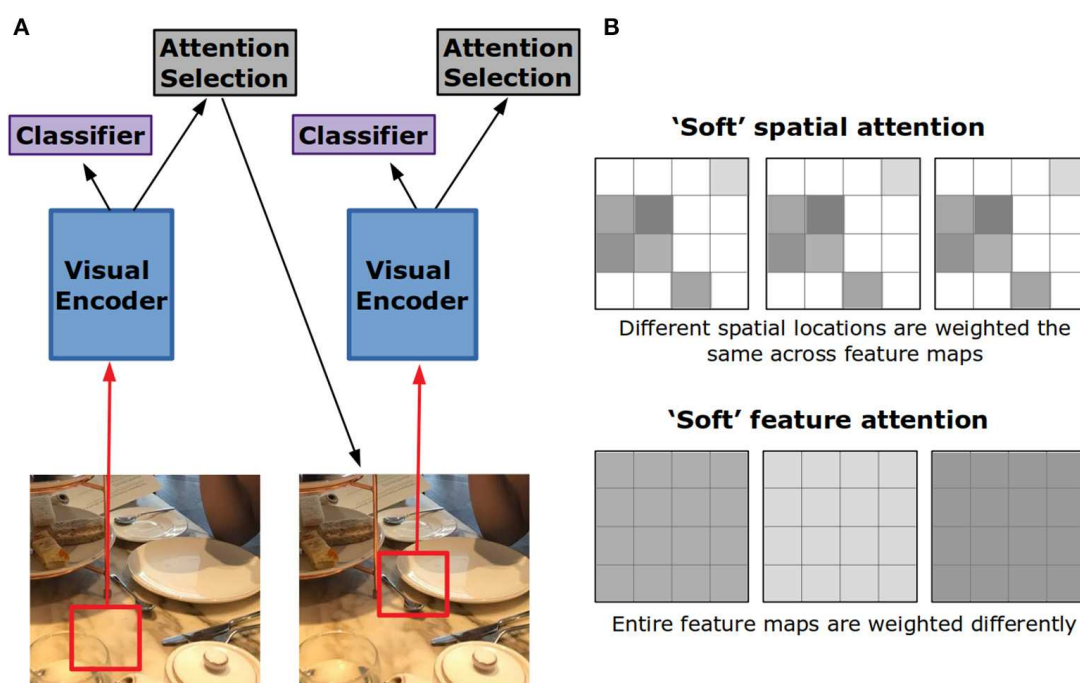 A
Attention
Selection
Classifier
Visual
Encoder
Attention
Selection
Classifier
Visual
Encoder
B
‘Soft’ spatial attention
Different spatial locations are weighted the
same across feature maps
‘Soft’ feature attention
Entire feature maps are weighted differently